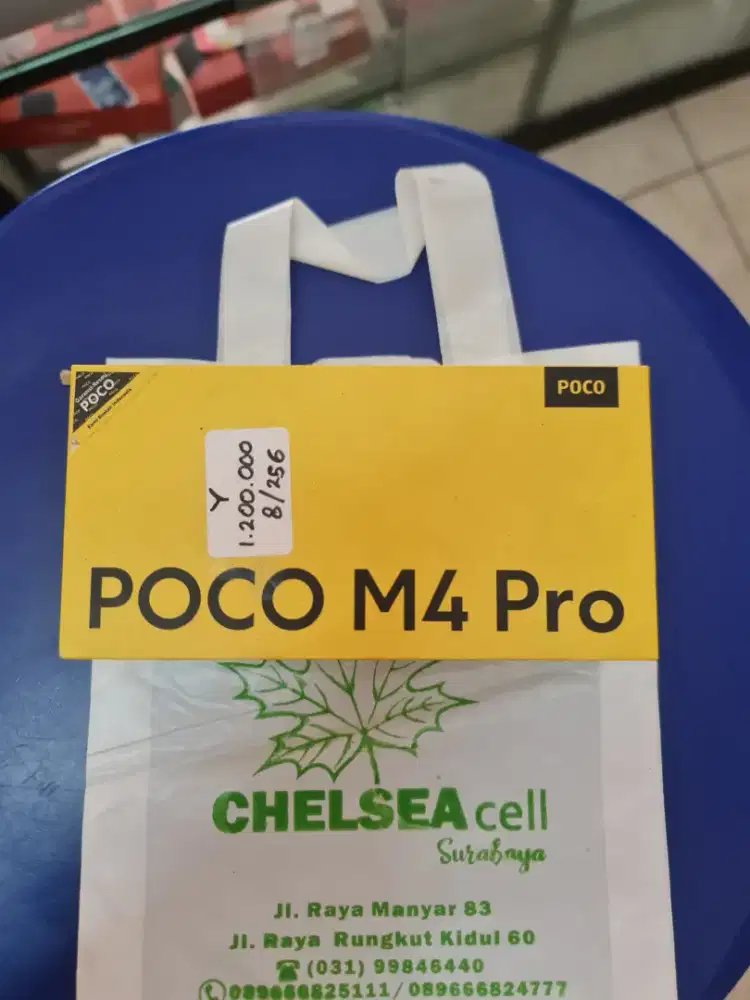 POCO
POCO
Y
1.200.000
8/256
POCO M4 Pro
CHELSEA cell
Surabaya
Jl. Raya Manyar 83
Jl. Raya Rungkut Kidul 60
(031) 99846440
089666825111/089666824777